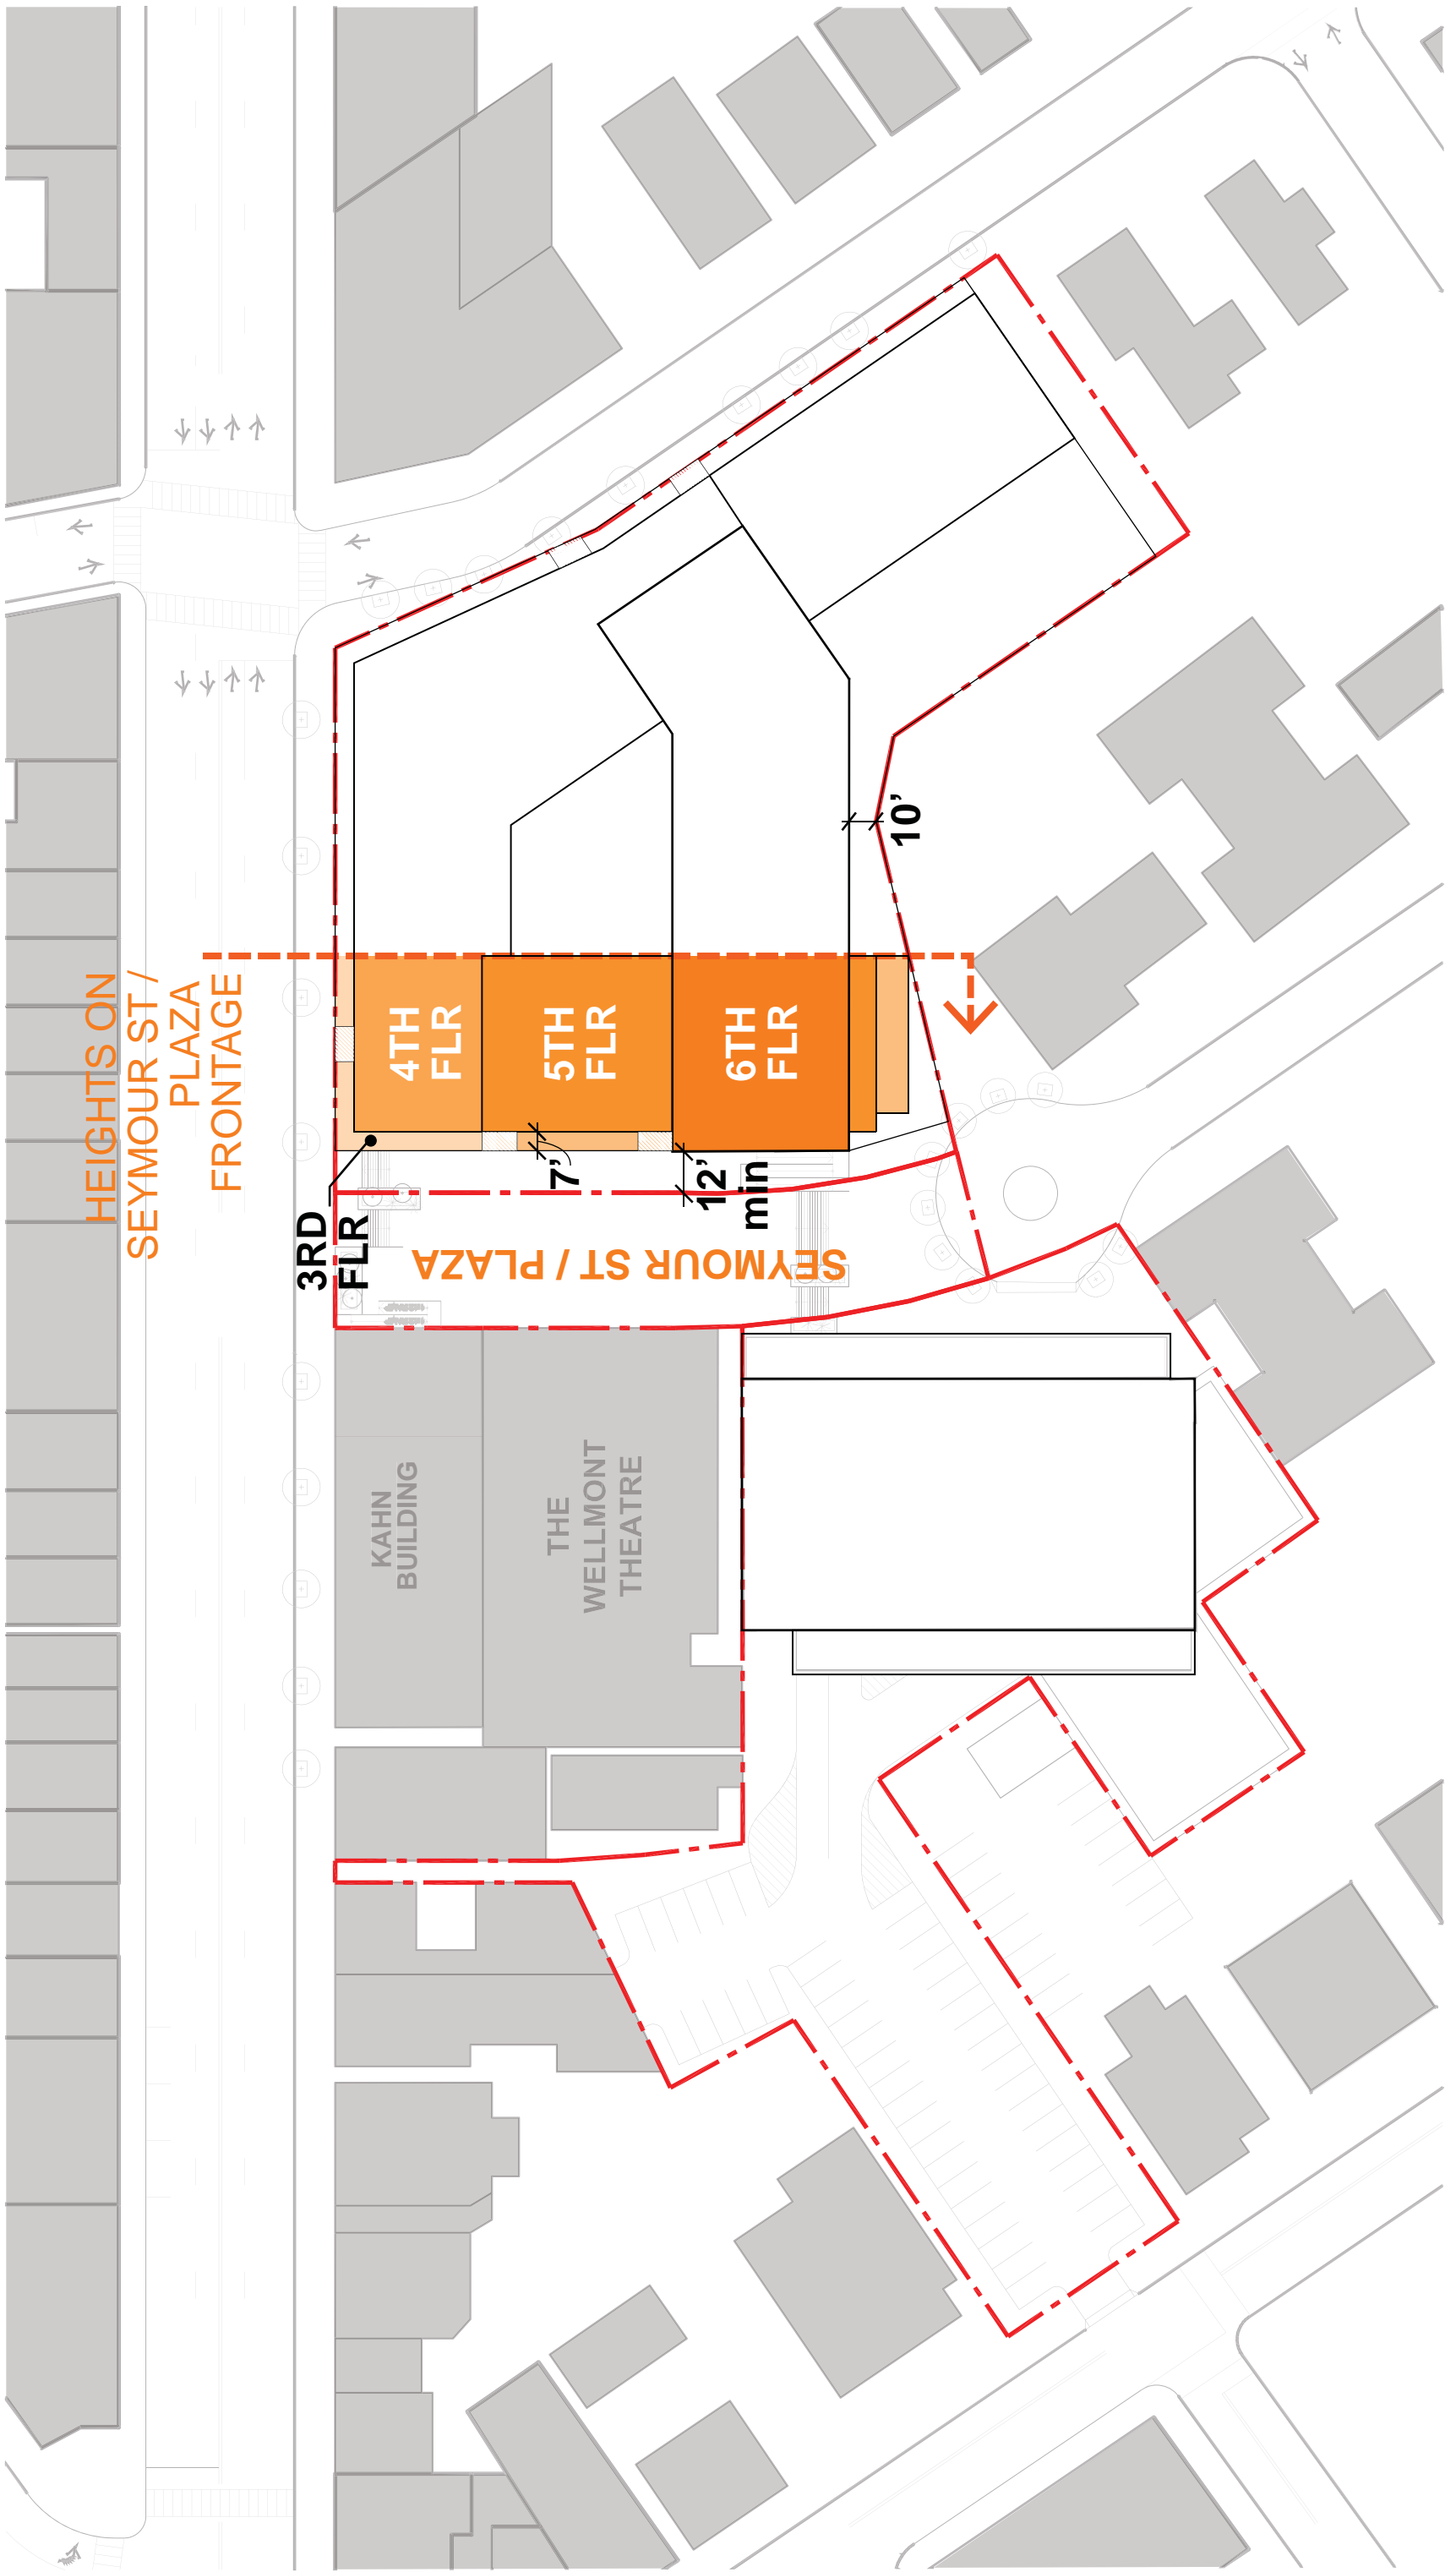 HEIGHTS ON
SEYMOUR ST /
PLAZA
FRONTAGE
4TH
FLR
5TH
FLR
6TH
FLR
10'
7'
12'
min
3RD
FLR
SEYMOUR ST / PLAZA
KAHN
BUILDING
THE
WELLMONT
THEATRE